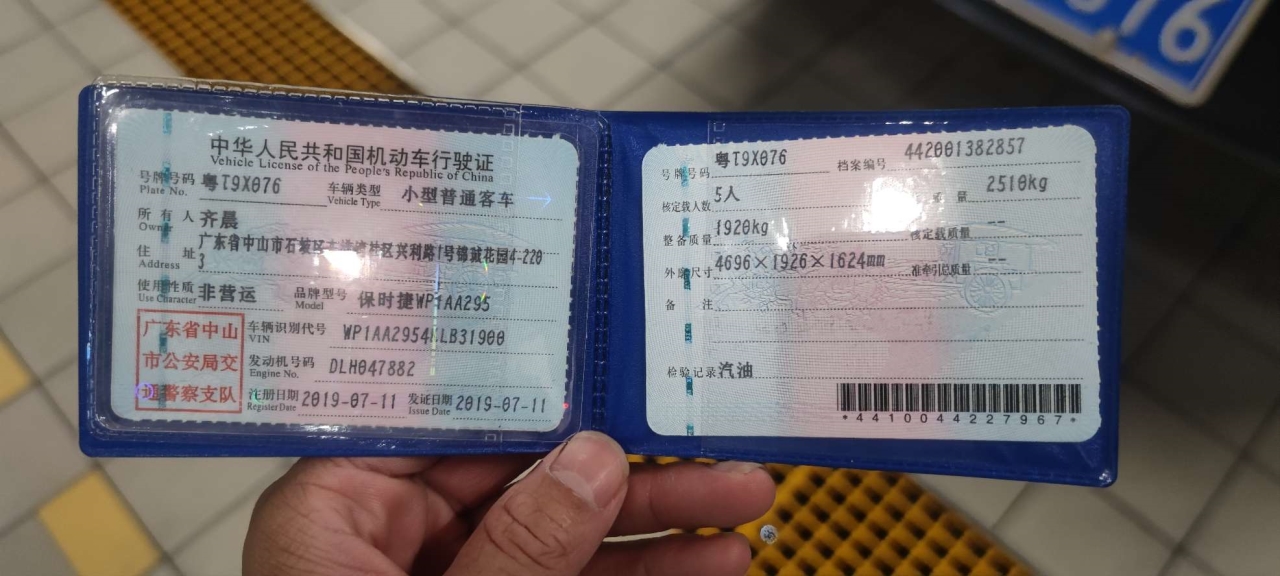 中华人民共和国机动车行驶证
Vehicle License of the People's Republic of China
号牌号码 粤T9X076 车辆类型 小型普通客车
Plate No. Vehicle Type
所有人 齐晨
Owner
住址 广东省中山市石 区 区兴利路1号锦 花园4-220
Address 3
使用性质 非营运 品牌型号 保时捷WP1AA295
Use Character Model
广东省中山
市公安局交
通警察支队
车辆识别代号 WP1AA2954KLB31900
VIN
发动机号码 DLH047882
Engine No.
注册日期 2019-07-11 发证日期 2019-07-11
Register Date Issue Date
号牌号码 粤T9X076 档案编号 442001382857
核定载人数 5人 质量 2510kg
整备质量 1920kg 核定载质量 --
外廓尺寸 4696×1926×1624mm 准牵引总质量 --
备注
检验记录 汽油
*4410044227967*